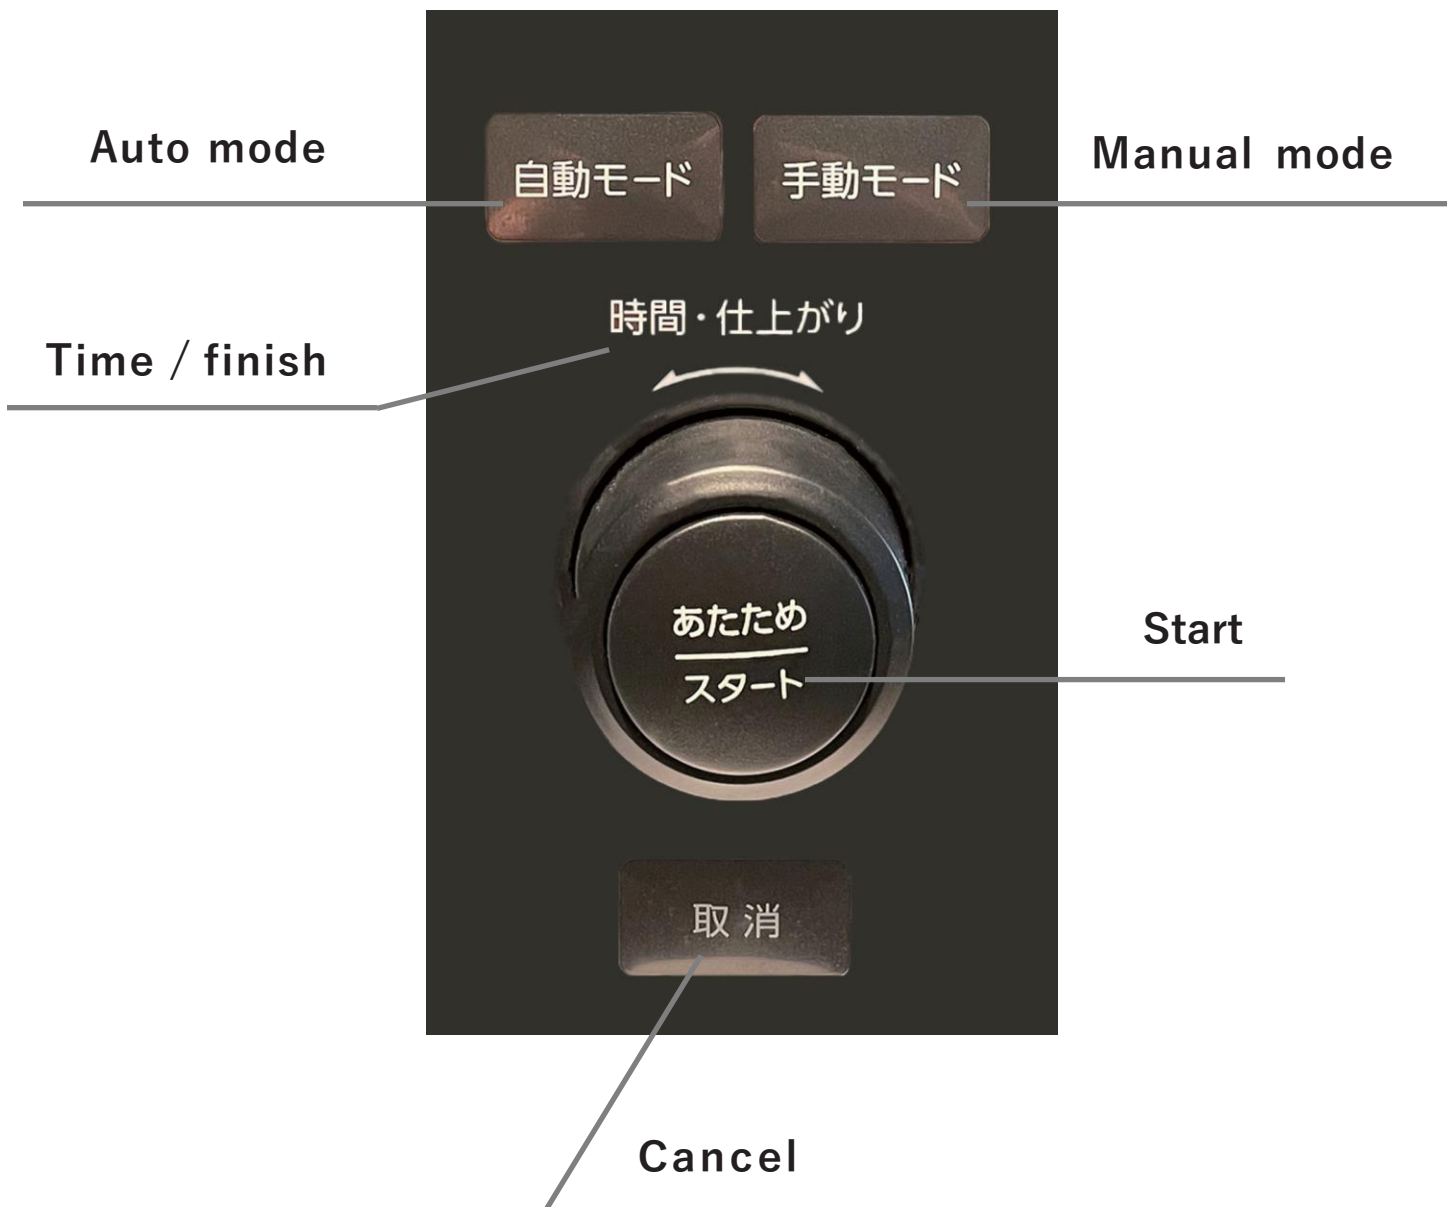 Auto mode
自動モード
手動モード
Manual mode
時間・仕上がり
Time / finish
あたため
スタート
Start
取消
Cancel